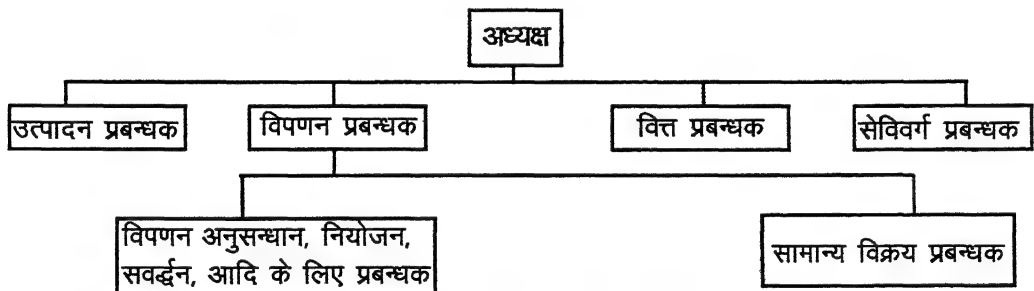 अध्यक्ष
उत्पादन प्रबन्धक
विपणन प्रबन्धक
वित्त प्रबन्धक
सेविवर्ग प्रबन्धक
विपणन अनुसन्धान, नियोजन,
सवर्द्धन, आदि के लिए प्रबन्धक
सामान्य विक्रय प्रबन्धक